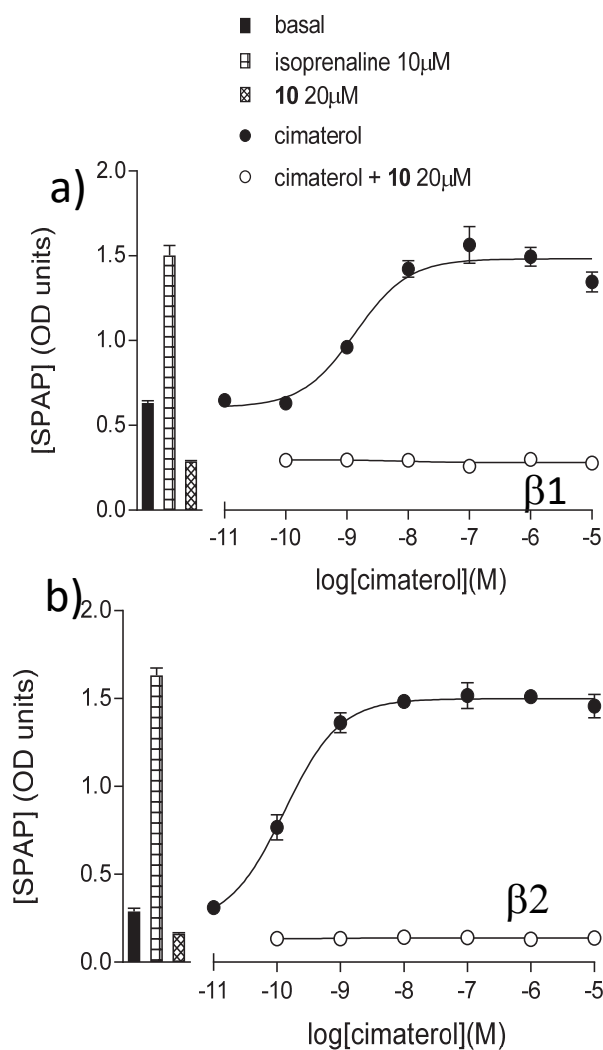 basal
isoprenaline 10μM
10 20μM
cimaterol
cimaterol + 10 20μM
a)
2.0
1.5
1.0
0.5
0.0
[SPAP] (OD units)
β1
-11 -10 -9 -8 -7 -6 -5
log[cimaterol](M)
b)
2.0
1.5
1.0
0.5
0.0
[SPAP] (OD units)
β2
-11 -10 -9 -8 -7 -6 -5
log[cimaterol](M)